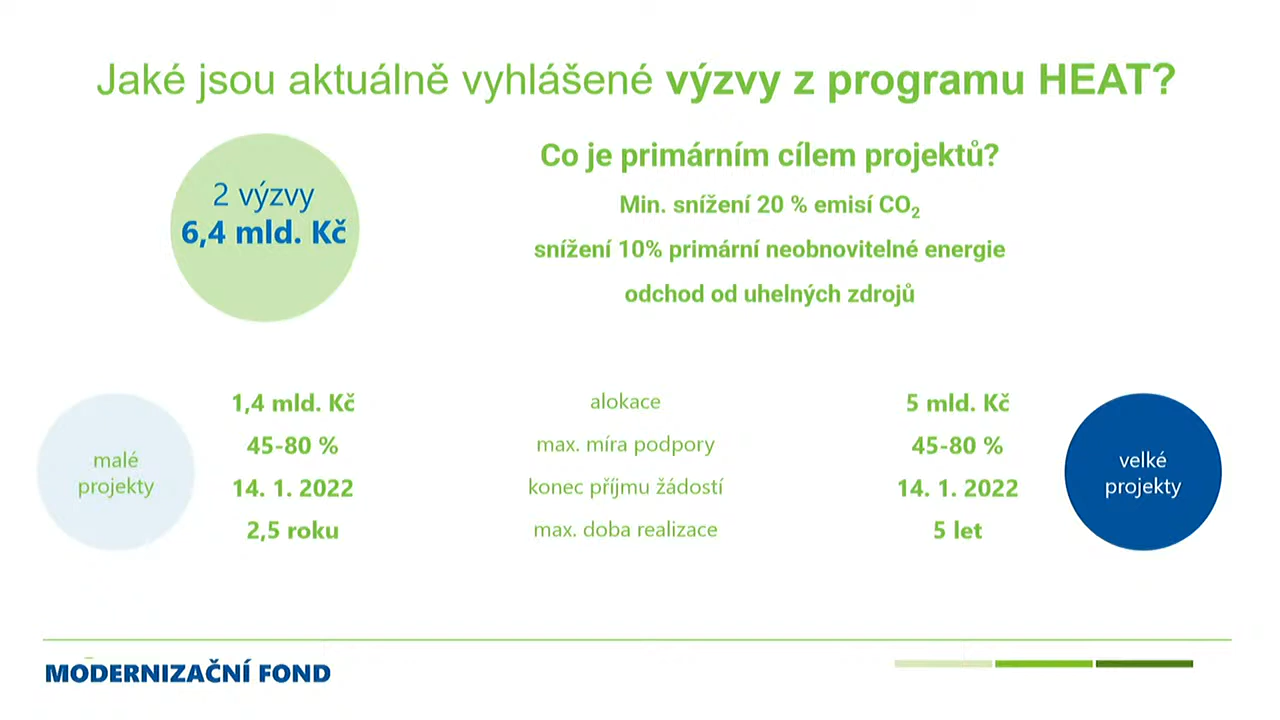 Jaké jsou aktuálně vyhlášené výzvy z programu HEAT?
2 výzvy
6,4 mld. Kč
Co je primárním cílem projektů?
Min. snížení 20 % emisí CO₂
snížení 10% primární neobnovitelné energie
odchod od uhelných zdrojů
malé
projekty
1,4 mld. Kč alokace 5 mld. Kč
45-80 % max. míra podpory 45-80 %
14. 1. 2022 konec příjmu žádostí 14. 1. 2022
2,5 roku max. doba realizace 5 let
velké
projekty
MODERNIZAČNÍ FOND